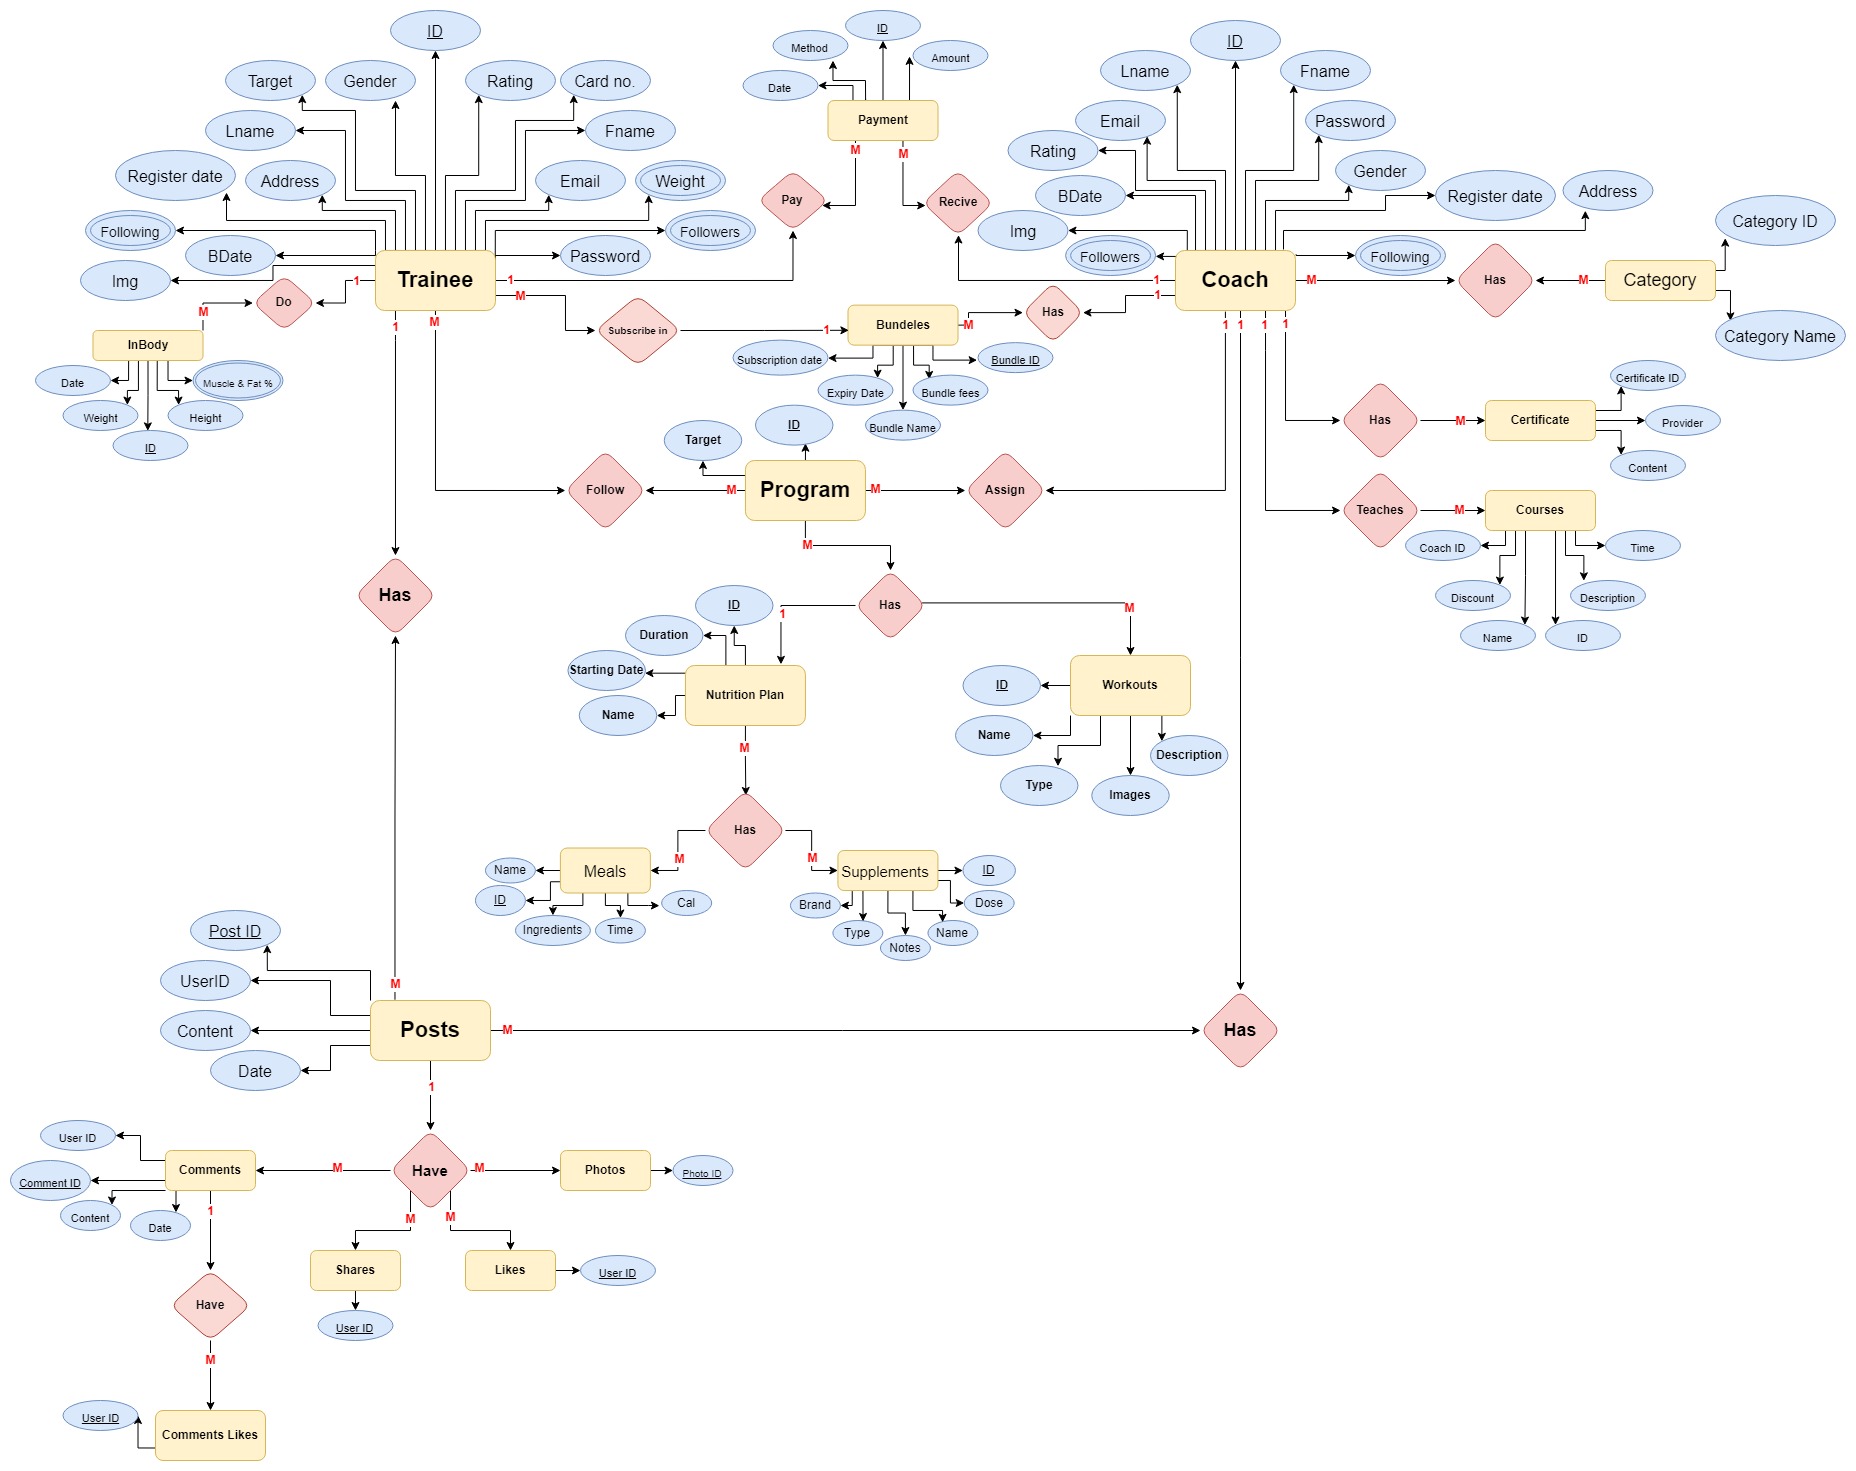 ID
ID
ID
Method
Amount
Date
Target
Gender
Rating
Card no.
Lname
Fname
Lname
Fname
Payment
Email
Password
M
M
Rating
Gender
Register date
Address
Email
Weight
Pay
Recive
BDate
Register date
Address
Category ID
Following
Followers
Img
BDate
Password
Followers
Following
Img
Trainee
1
1
1
Coach
M
Has
M
Category
Do
M
1
M
Subscribe in
1
Bundeles
M
Has
1
InBody
1
M
1
1
1
1
Category Name
Date
Muscle & Fat %
Weight
Height
ID
Subscription date
Bundle ID
Expiry Date
Bundle fees
Bundle Name
Certificate ID
Has
M
Certificate
Provider
Content
Target
ID
Follow
M
Program
M
Assign
Teaches
M
Courses
M
Coach ID
Time
Discount
Description
Name
ID
Has
ID
1
Has
M
Duration
Starting Date
Name
Nutrition Plan
ID
Workouts
Name
Type
Images
Description
M
Has
M
M
Name
Meals
ID
Ingredients
Time
Cal
Supplements
ID
Brand
Type
Notes
Name
Dose
Post ID
UserID
M
Content
Posts
M
Has
Date
1
User ID
Comments
M
Have
M
Photos
Photo ID
Comment ID
Content
Date
1
M
M
Shares
Likes
User ID
Have
User ID
M
User ID
Comments Likes